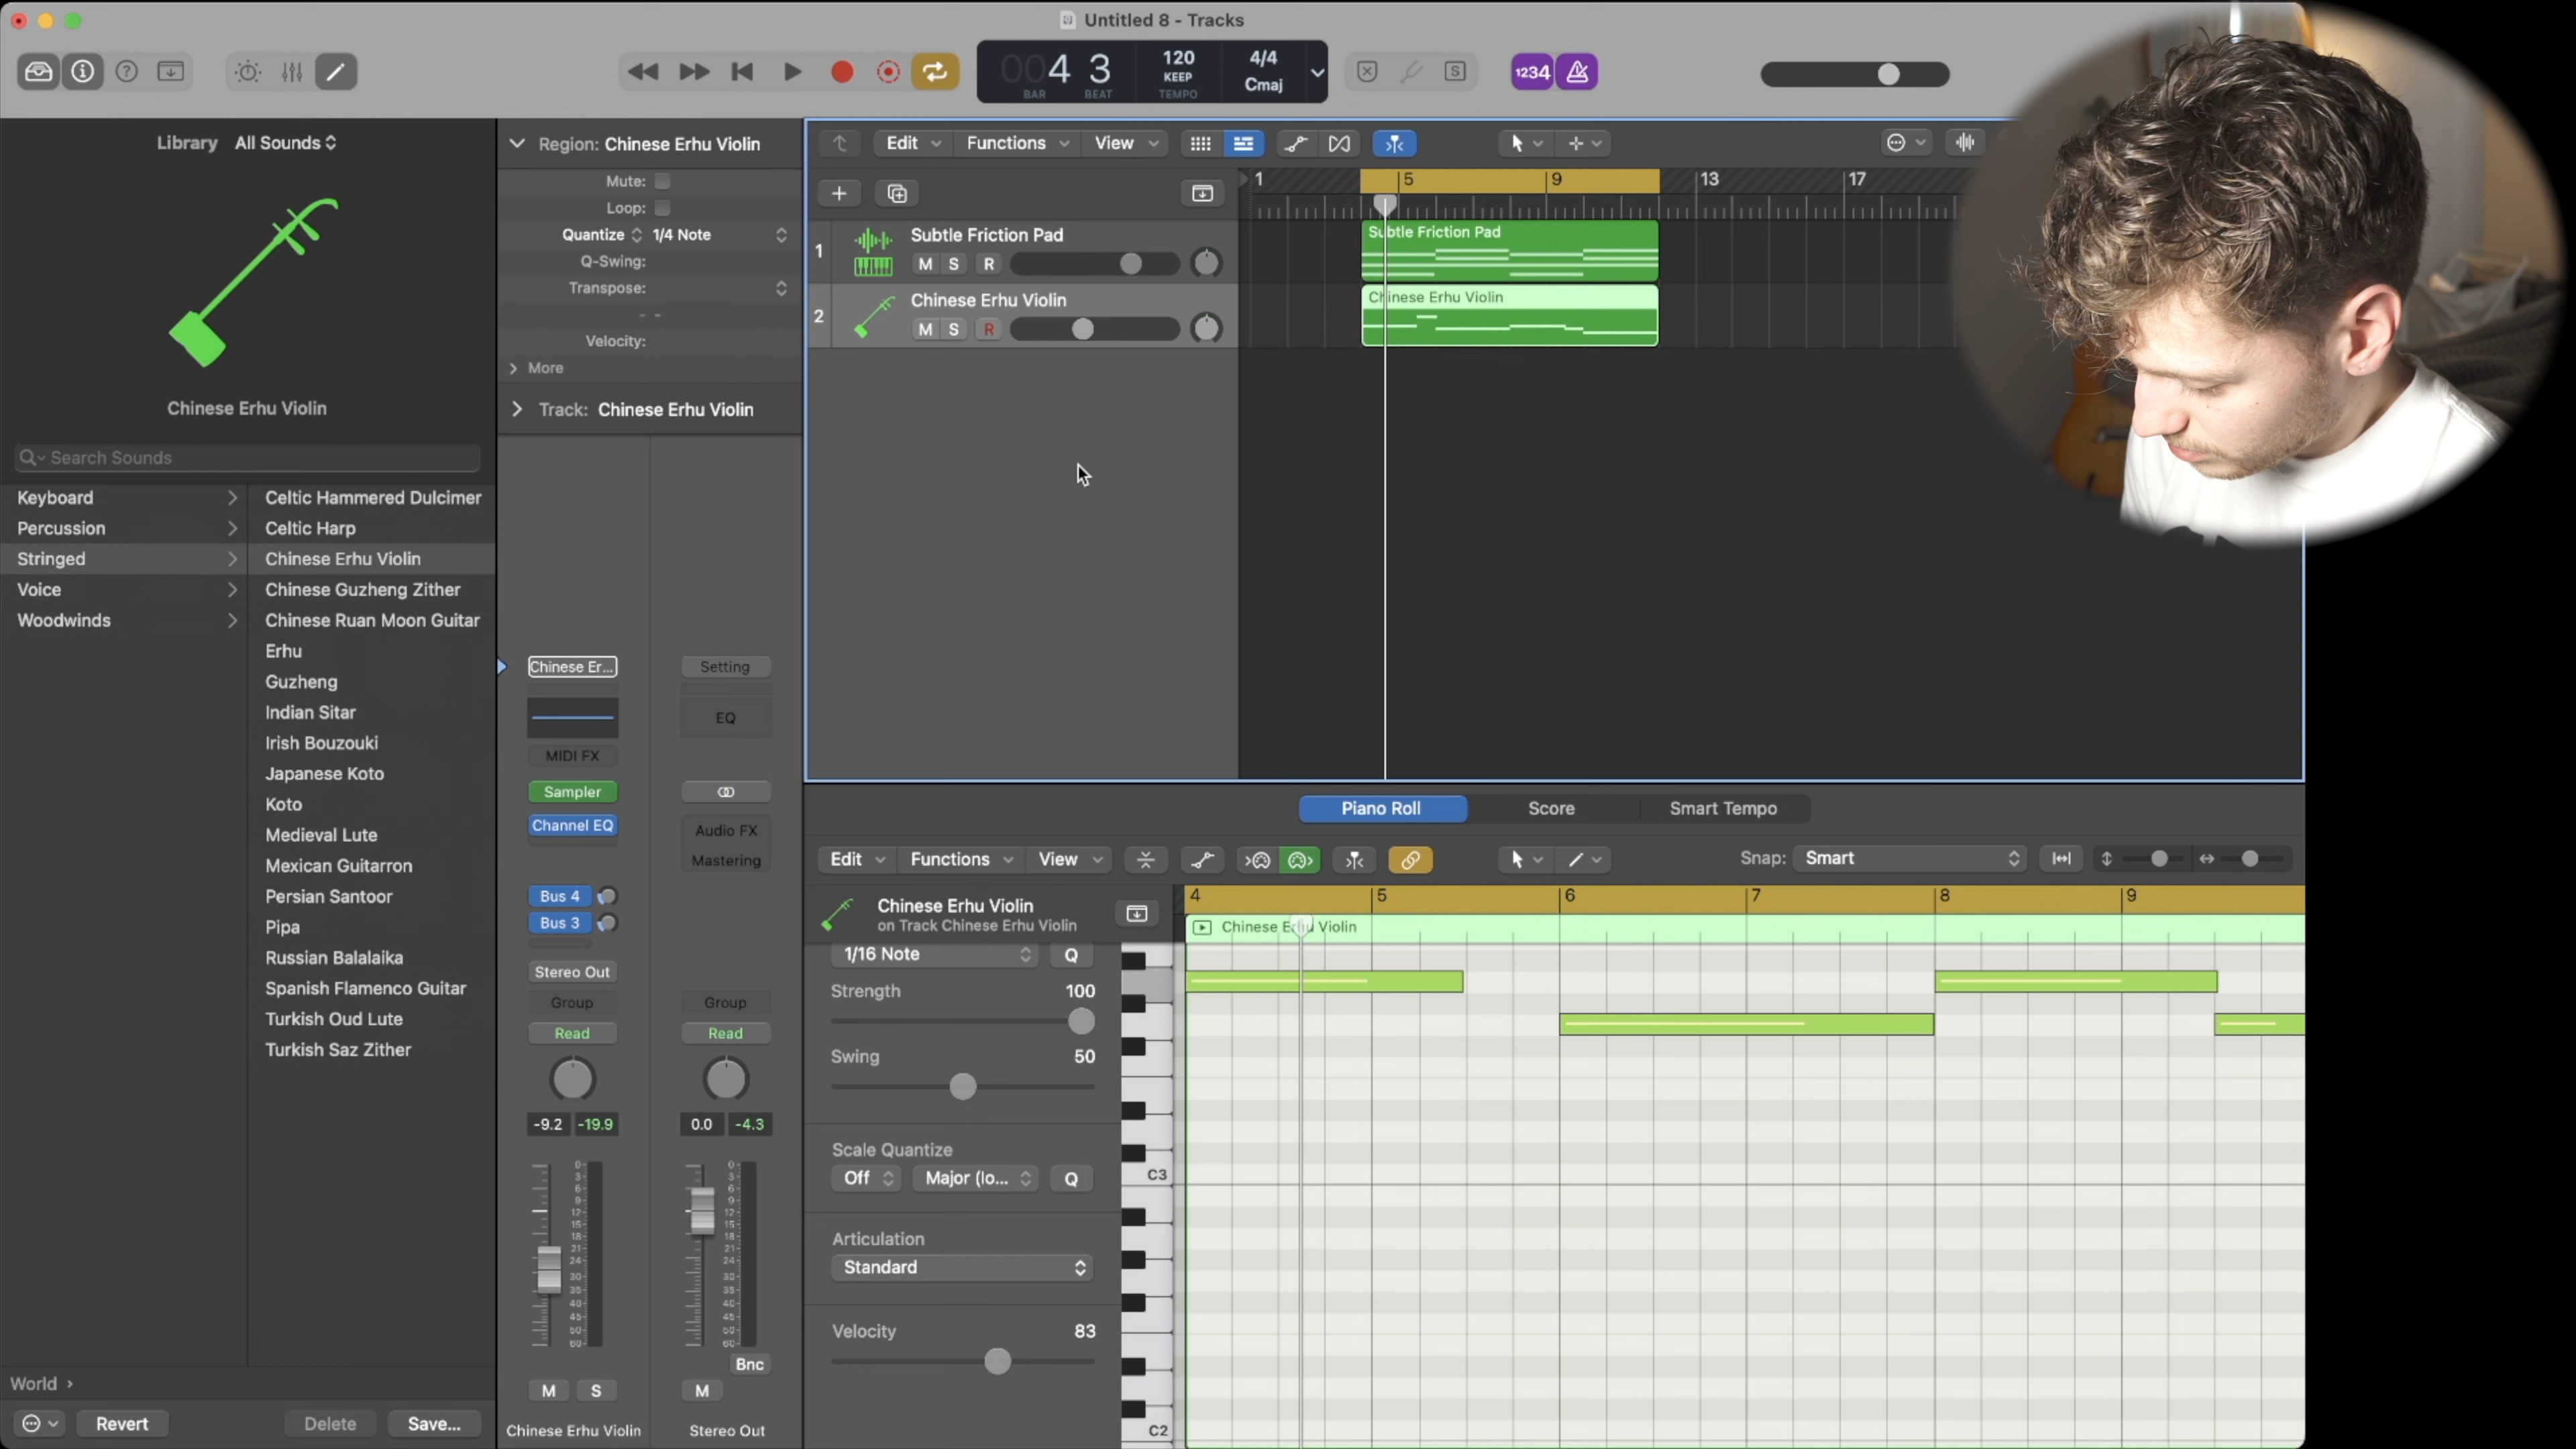 Untitled 8 - Tracks
004 3
BAR BEAT
120
KEEP
TEMPO
4/4
Cmaj
S
1234
Library All Sounds
Chinese Erhu Violin
Search Sounds
Keyboard
Percussion
Stringed
Voice
Woodwinds
Celtic Hammered Dulcimer
Celtic Harp
Chinese Erhu Violin
Chinese Guzheng Zither
Chinese Ruan Moon Guitar
Erhu
Guzheng
Indian Sitar
Irish Bouzouki
Japanese Koto
Koto
Medieval Lute
Mexican Guitarron
Persian Santoor
Pipa
Russian Balalaika
Spanish Flamenco Guitar
Turkish Oud Lute
Turkish Saz Zither
World
Revert
Delete
Save...
Region: Chinese Erhu Violin
Mute:
Loop:
Quantize 1/4 Note
Q-Swing:
Transpose:
- -
Velocity:
More
Track: Chinese Erhu Violin
Chinese Er...
MIDI FX
Sampler
Channel EQ
Bus 4
Bus 3
Stereo Out
Group
Read
-9.2 -19.9
M S
Chinese Erhu Violin
Setting
EQ
Audio FX
Mastering
Group
Read
0.0 -4.3
Bnc
M
Stereo Out
Edit Functions View
1 5 9 13 17
1 Subtle Friction Pad
M S R
2 Chinese Erhu Violin
M S R
Subtle Friction Pad
Chinese Erhu Violin
Piano Roll Score Smart Tempo
Edit Functions View
Snap: Smart
4 5 6 7 8 9
Chinese Erhu Violin
on Track Chinese Erhu Violin
Chinese Erhu Violin
1/16 Note Q
Strength 100
Swing 50
Scale Quantize
Off Major (lo... Q
Articulation
Standard
Velocity 83
C3
C2